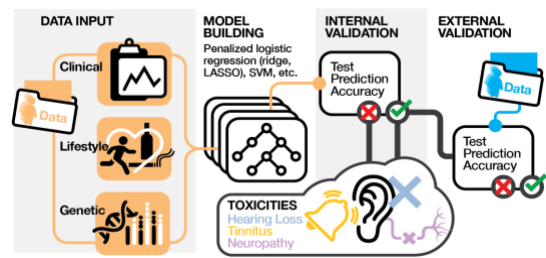 DATA INPUT
Clinical
Data
Lifestyle
Genetic
MODEL
BUILDING
Penalized logistic
regression (ridge,
LASSO), SVM, etc.
INTERNAL
VALIDATION
Test
Prediction
Accuracy
EXTERNAL
VALIDATION
Data
Test
Prediction
Accuracy
TOXICITIES
Hearing Loss
Tinnitus
Neuropathy